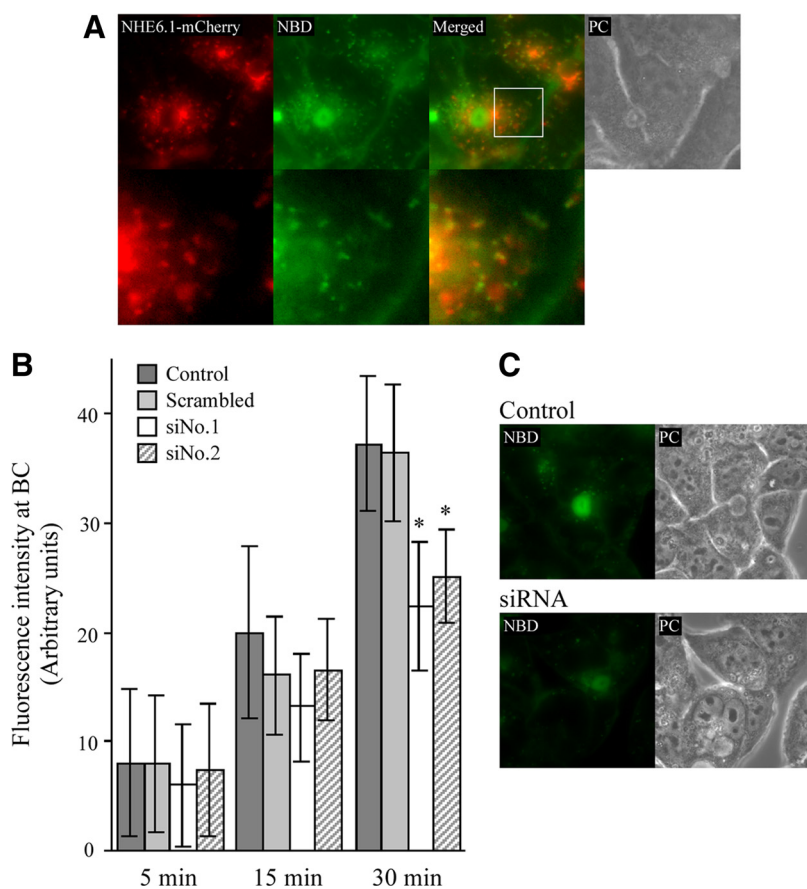 A
NHE6.1-mCherry
NBD
Merged
PC
B
Fluorescence intensity at BC
(Arbitrary units)
40
30
20
10
0
Control
Scrambled
siNo.1
siNo.2
* *
5 min
15 min
30 min
C
Control
NBD
PC
siRNA
NBD
PC